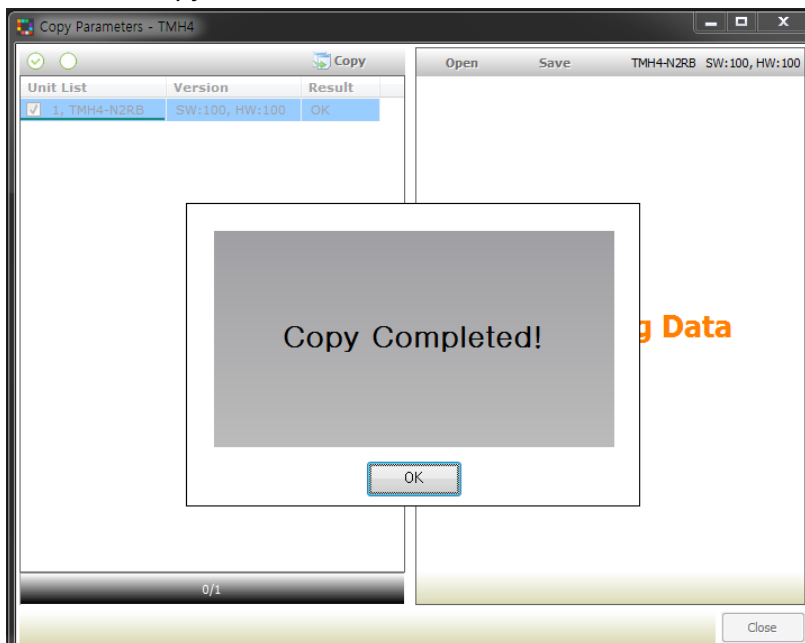 Copy Parameters - TMH4
Copy
Open Save TMH4-N2RB SW:100, HW:100
Unit List Version Result
1, TMH4-N2RB SW:100, HW:100 OK
Data
Copy Completed!
OK
0/1
Close